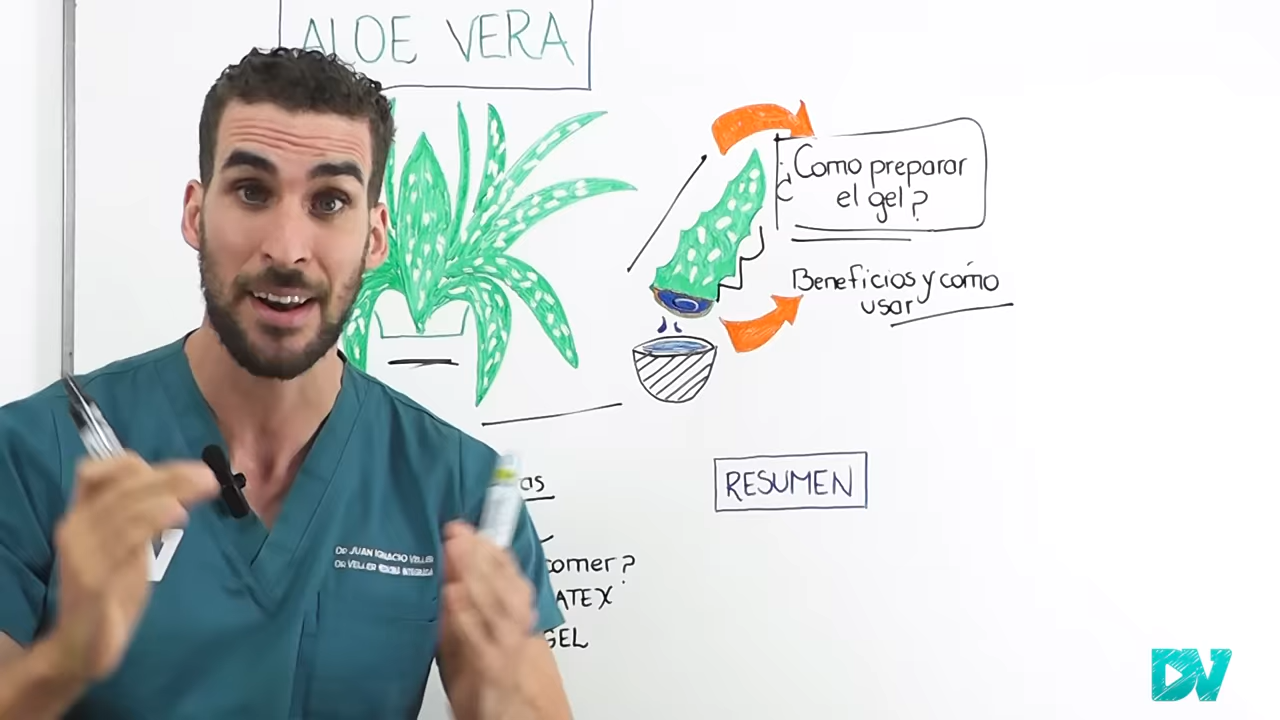 ALOE VERA
Como preparar
el gel?
Beneficios y cómo
usar
RESUMEN
as
comer?
ATEX
GEL
DR JUAN IGNACIO VELLER
DR VELLER
DV